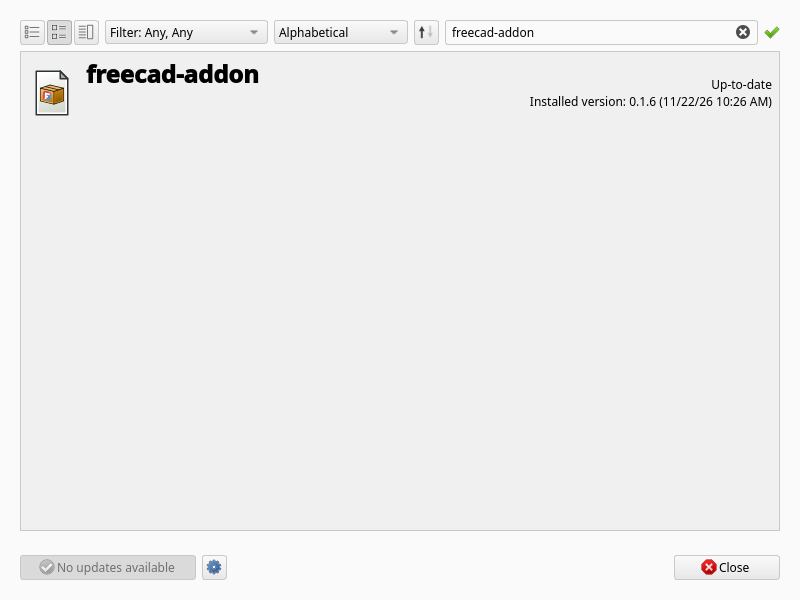 Filter: Any, Any
Alphabetical
freecad-addon
freecad-addon
Up-to-date
Installed version: 0.1.6 (11/22/26 10:26 AM)
No updates available
Close